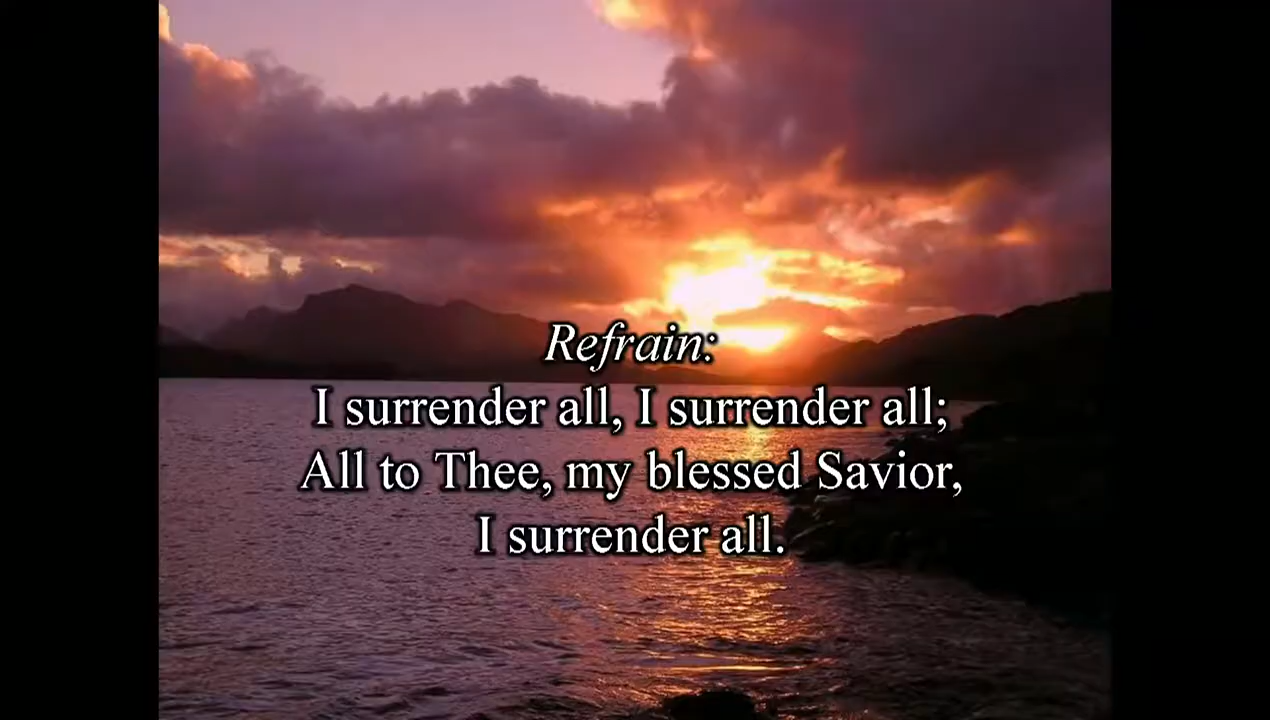 Refrain:
I surrender all, I surrender all;
All to Thee, my blessed Savior,
I surrender all.